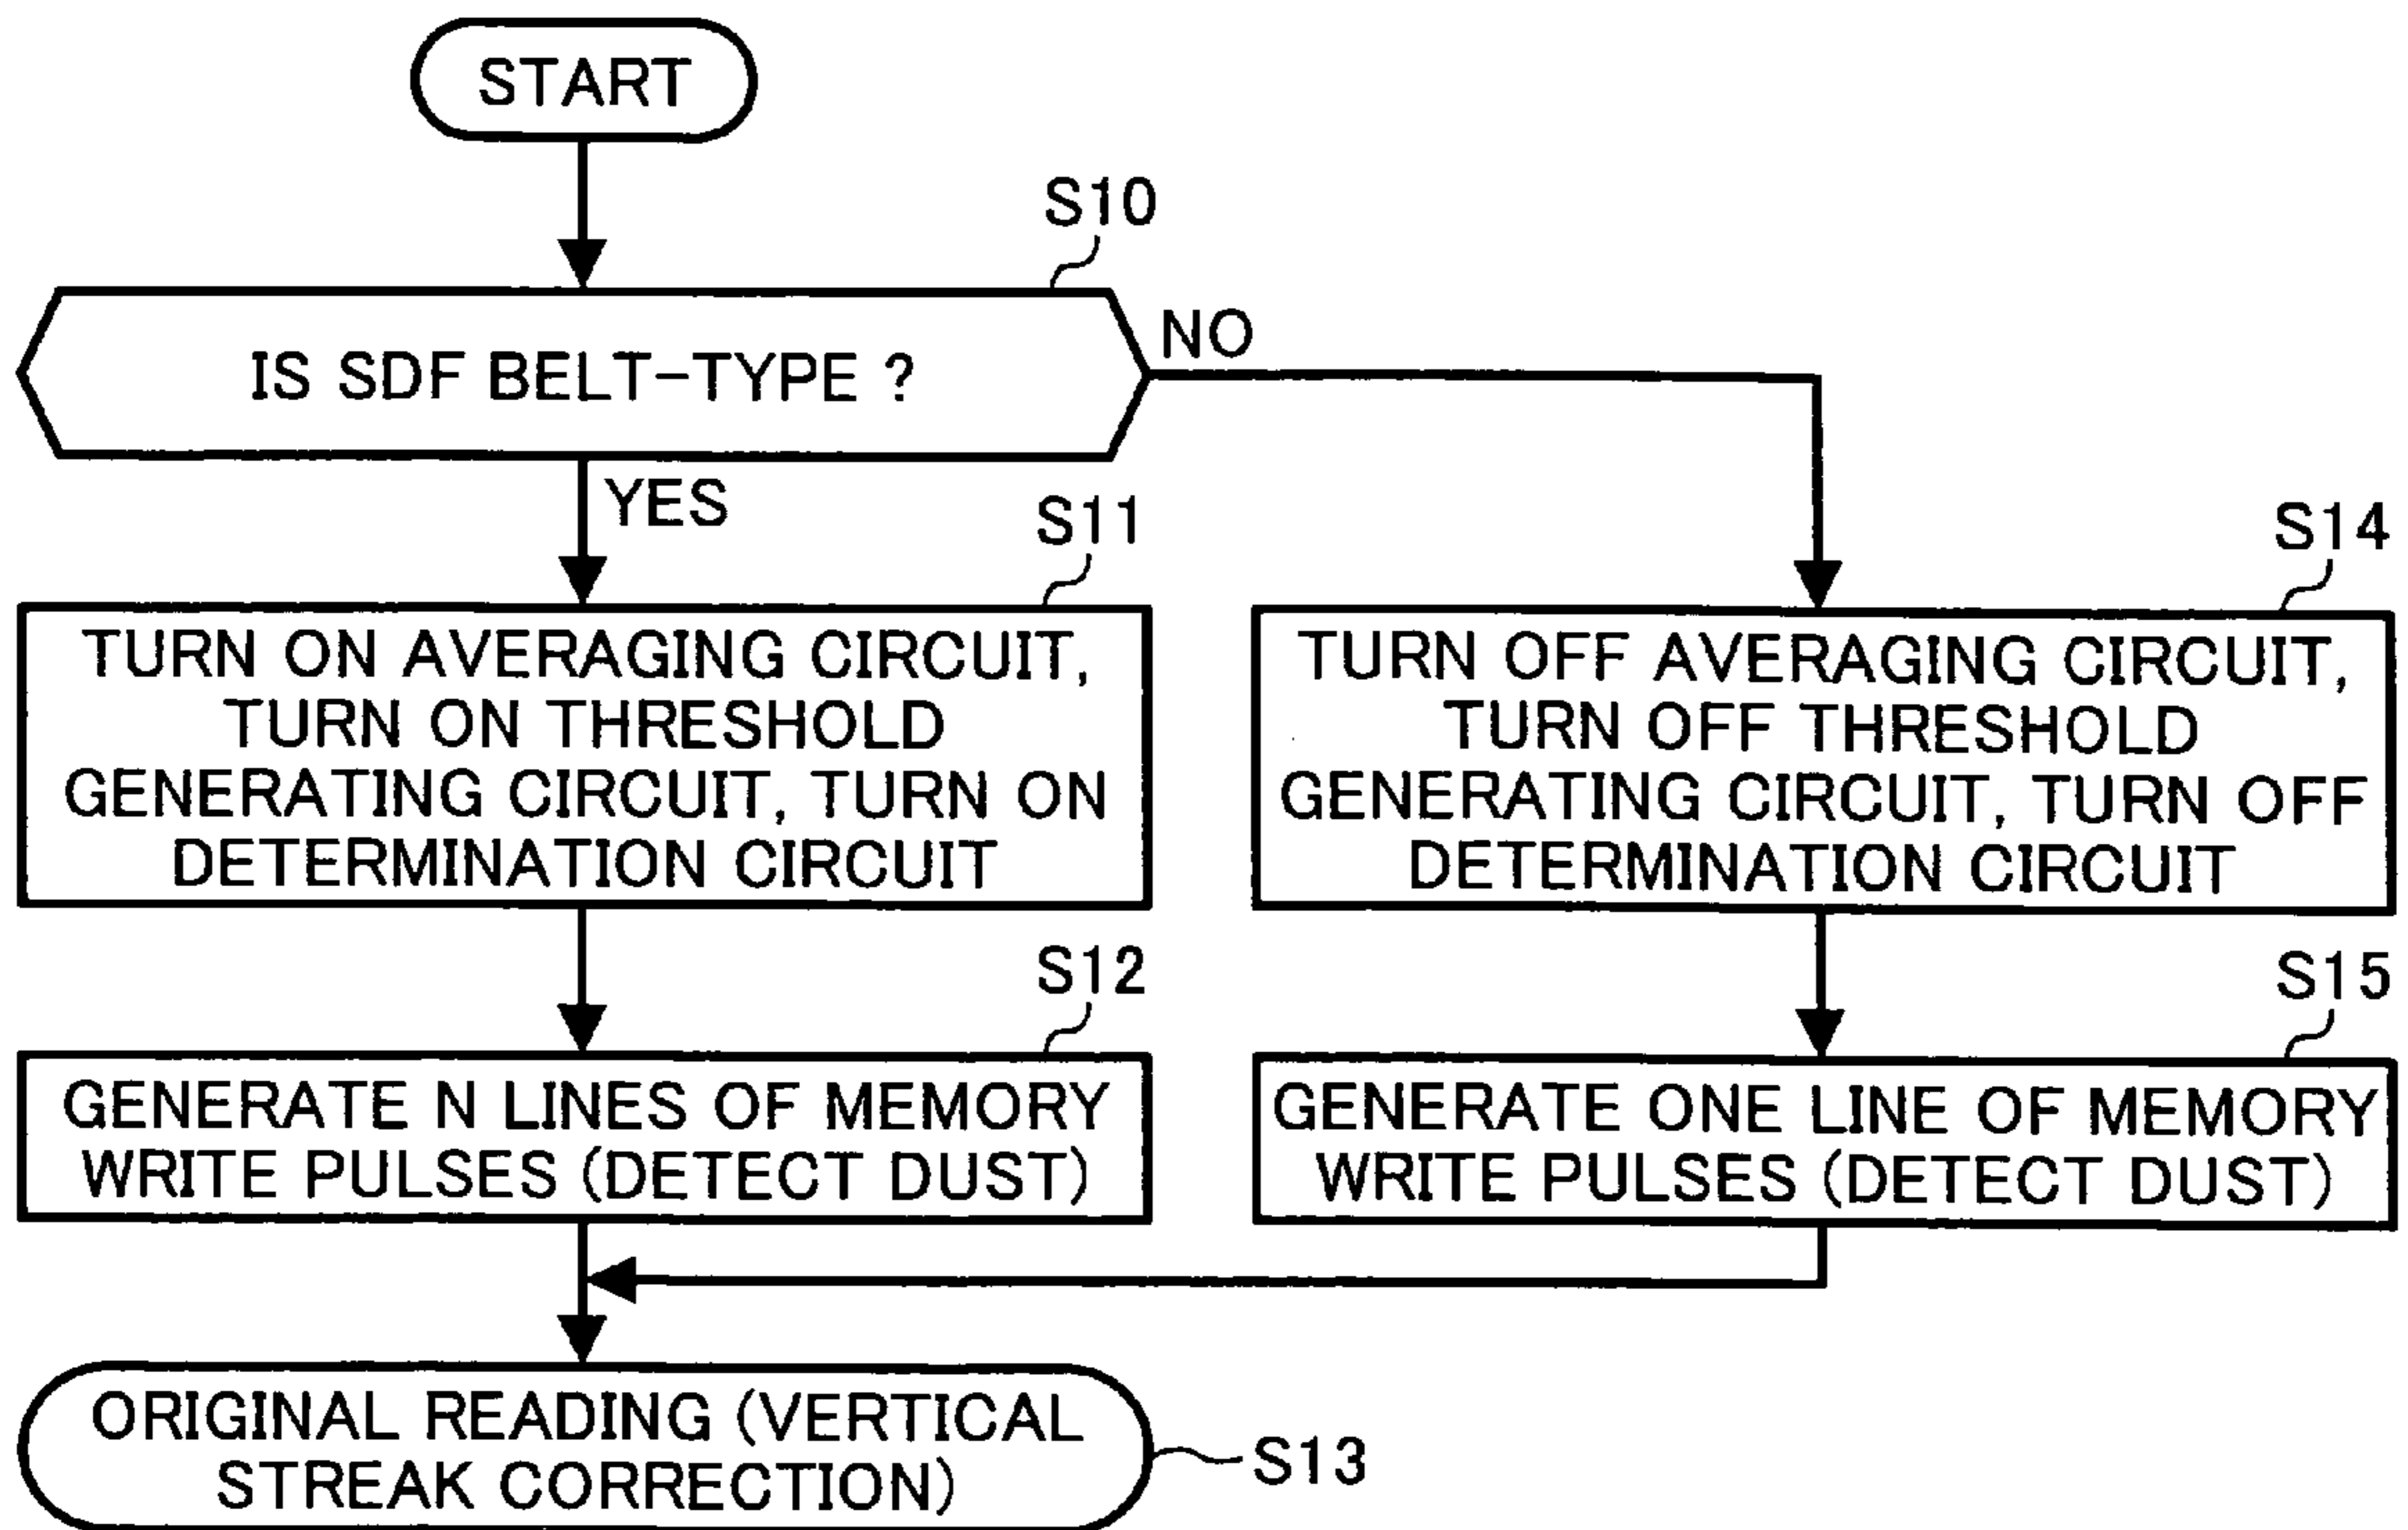 START
S10
IS SDF BELT-TYPE ?
NO
YES
S11
TURN ON AVERAGING CIRCUIT,
TURN ON THRESHOLD
GENERATING CIRCUIT, TURN ON
DETERMINATION CIRCUIT
S14
TURN OFF AVERAGING CIRCUIT,
TURN OFF THRESHOLD
GENERATING CIRCUIT, TURN OFF
DETERMINATION CIRCUIT
S12
GENERATE N LINES OF MEMORY
WRITE PULSES (DETECT DUST)
S15
GENERATE ONE LINE OF MEMORY
WRITE PULSES (DETECT DUST)
ORIGINAL READING (VERTICAL
STREAK CORRECTION)
S13